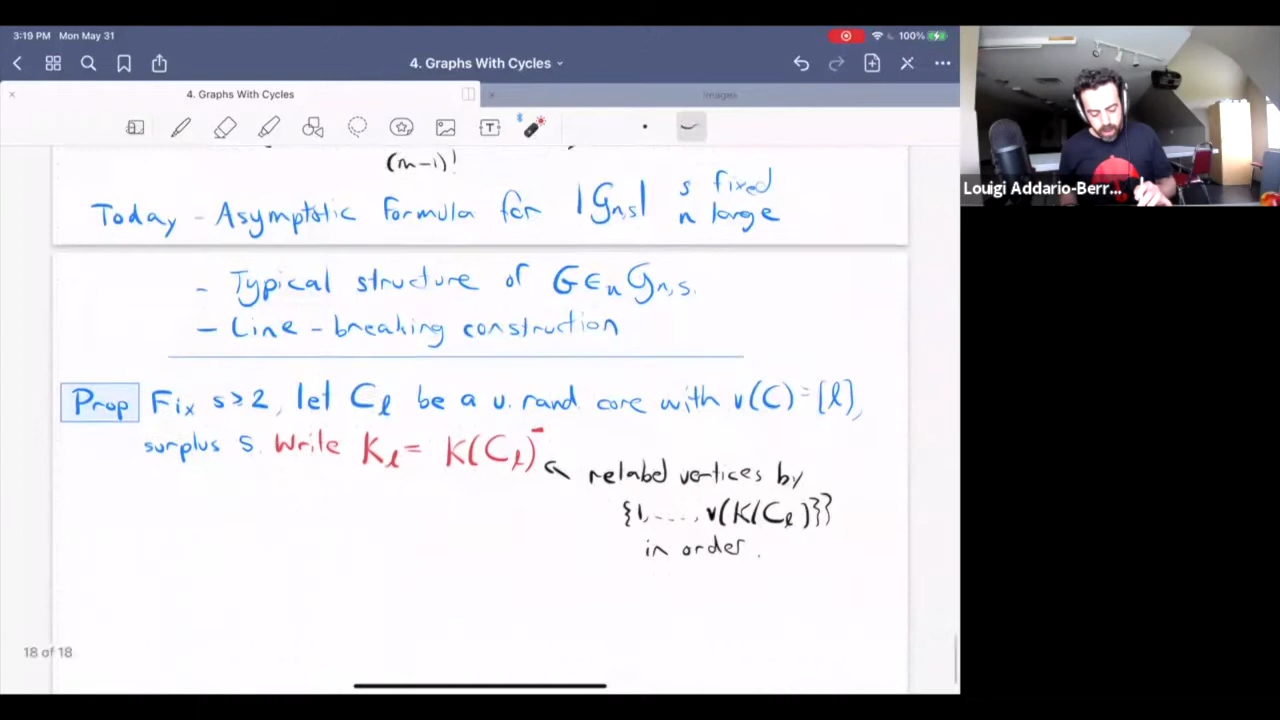 3:19 PM Mon May 31
100%
4. Graphs With Cycles
4. Graphs With Cycles
Images
(m-1)!
Today - Asymptotic Formula for |G_{n,s}| s fixed
n large
- Typical structure of G ∈_u G_{n,s}.
- Line-breaking construction
Prop Fix s≥2, let C_ℓ be a u. rand. core with v(C)=[ℓ],
surplus s. Write K_ℓ = K(C_ℓ)^-
relabel vertices by
{1,...,v(K(C_ℓ)}}
in order.
18 of 18
Louigi Addario-Berr...